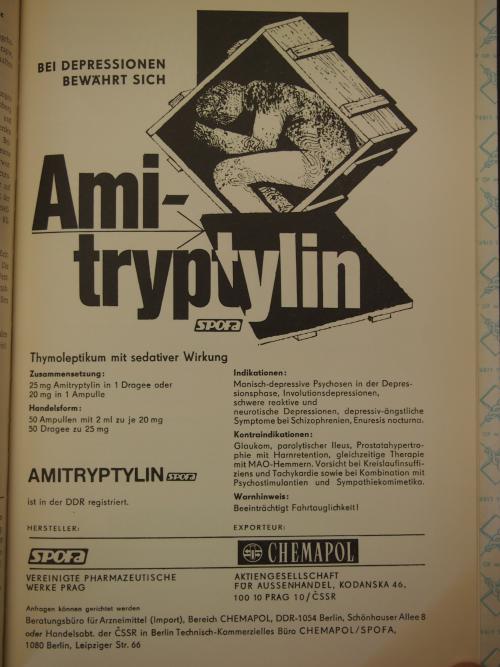 BEI DEPRESSIONEN
BEWÄHRT SICH
Ami-
tryptylin
SPOFA
Thymoleptikum mit sedativer Wirkung
Zusammensetzung:
25 mg Amitryptylin in 1 Dragee oder
20 mg in 1 Ampulle
Handelsform:
50 Ampullen mit 2 ml zu je 20 mg
50 Dragee zu 25 mg
AMITRYPTYLIN SPOFA
ist in der DDR registriert.
Indikationen:
Manisch-depressive Psychosen in der Depres-
sionsphase, Involutionsdepressionen,
schwere reaktive und
neurotische Depressionen, depressiv-ängstliche
Symptome bei Schizophrenien, Enuresis nocturna.
Kontraindikationen:
Glaukom, paralytischer Ileus, Prostatahypertro-
phie mit Harnretention, gleichzeitige Therapie
mit MAO-Hemmern. Vorsicht bei Kreislaufinsuffi-
ziens und Tachykardie sowie bei Kombination mit
Psychostimulantien und Sympathiekomimetika.
Warnhinweis:
Beeinträchtigt Fahrtauglichkeit!
HERSTELLER:
SPOFA
VEREINIGTE PHARMAZEUTISCHE
WERKE PRAG
EXPORTEUR:
CHEMAPOL
AKTIENGESELLSCHAFT
FÜR AUSSENHANDEL, KODANSKA 46,
100 10 PRAG 10/ČSSR
Anfragen können gerichtet werden
Beratungsbüro für Arzneimittel (Import), Bereich CHEMAPOL, DDR-1054 Berlin, Schönhauser Allee 8
oder Handelsabt. der ČSSR in Berlin Technisch-Kommerzielles Büro CHEMAPOL/SPOFA,
1080 Berlin, Leipziger Str. 66